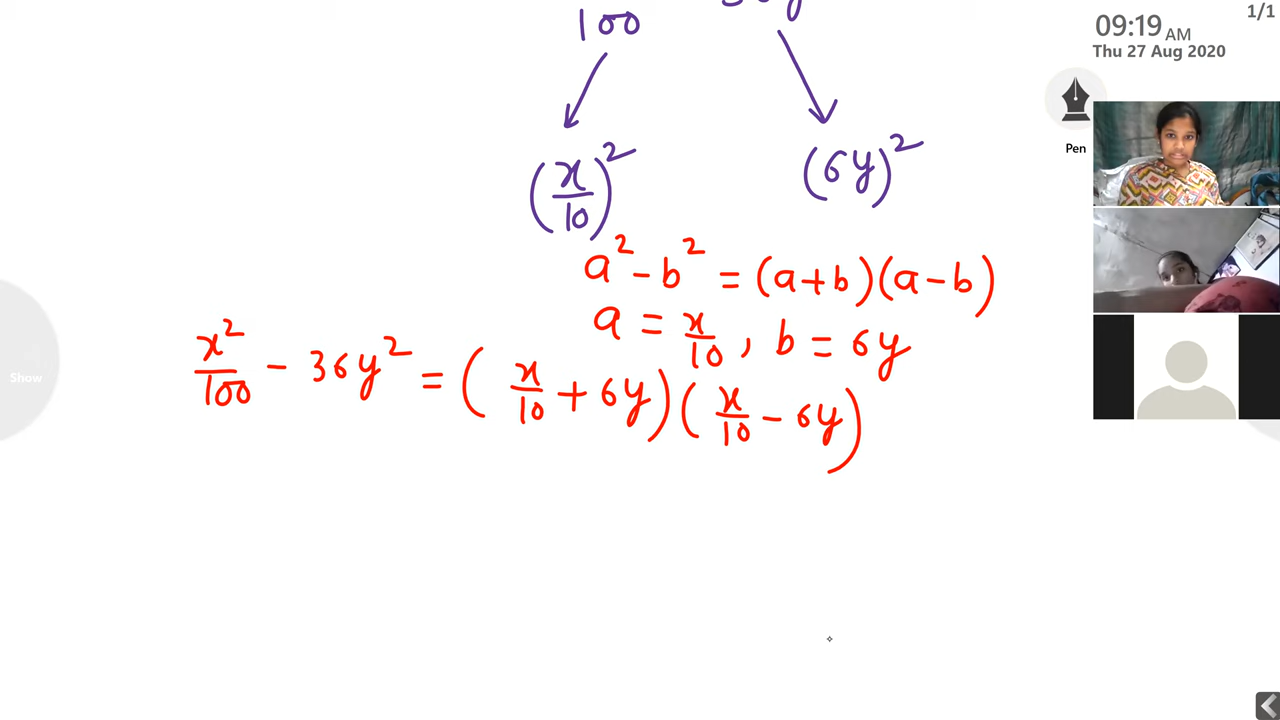 1/1
09:19 AM
Thu 27 Aug 2020
Pen
Show
100
(x/10)² (6y)²
a² - b² = (a+b)(a-b)
a = x/10, b = 6y
x²/100 - 36y² = (x/10 + 6y)(x/10 - 6y)